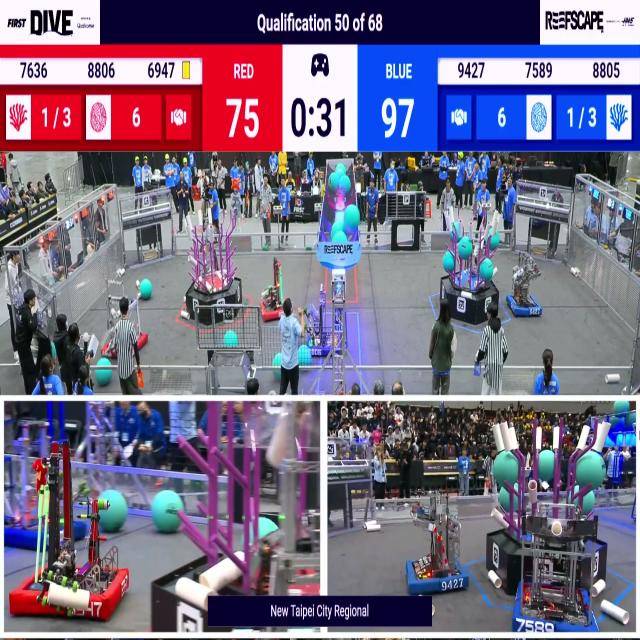 FIRST DIVE
Qualification 50 of 68
REEFSCAPE
7636 8806 6947
RED
BLUE
9427 7589 8805
1 / 3
6
75
0:31
97
6
1 / 3
REEFSCAPE
9427
7589
New Taipei City Regional